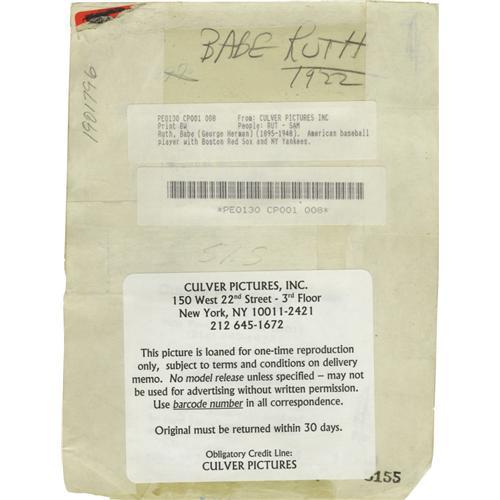 BABE RUTH
1922
1901796
PE0130 CP001 008 From: CULVER PICTURES INC
Print BW People: RUT - SAM
Ruth, Babe (George Herman) (1895-1948). American baseball
player with Boston Red Sox and NY Yankees.
*PE0130 CP001 008*
CULVER PICTURES, INC.
150 West 22nd Street - 3rd Floor
New York, NY 10011-2421
212 645-1672
This picture is loaned for one-time reproduction
only, subject to terms and conditions on delivery
memo. No model release unless specified – may not
be used for advertising without written permission.
Use barcode number in all correspondence.
Original must be returned within 30 days.
Obligatory Credit Line:
CULVER PICTURES